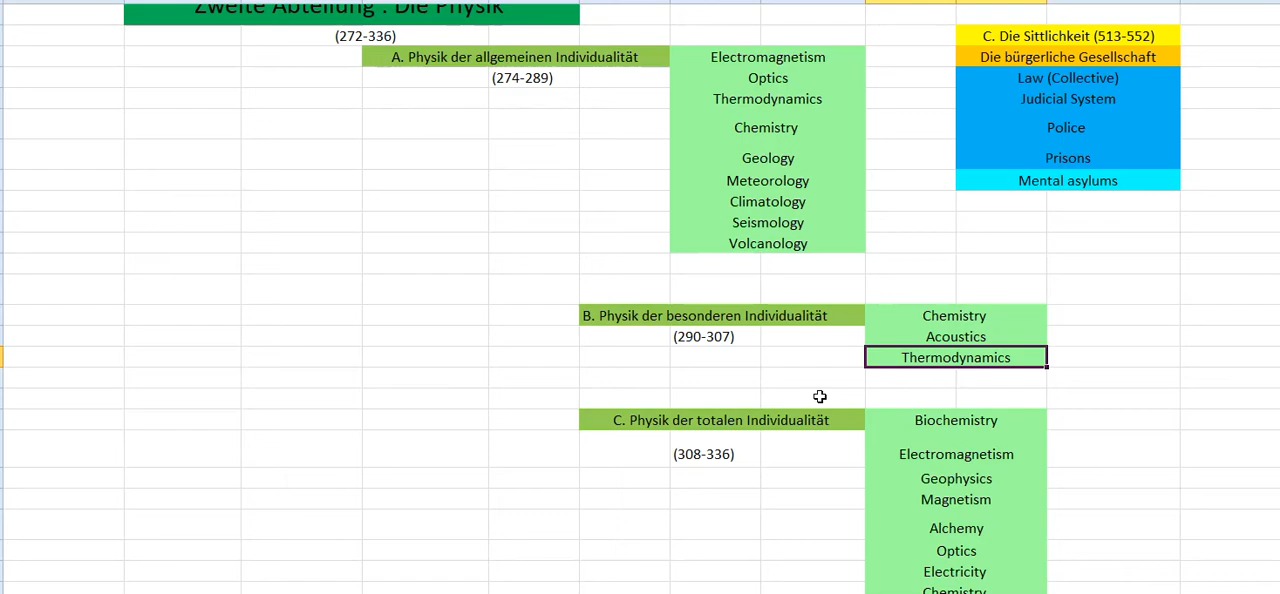 Zweite Abteilung . Die Physik
(272-336)
C. Die Sittlichkeit (513-552)
A. Physik der allgemeinen Individualität
Electromagnetism
Die bürgerliche Gesellschaft
(274-289)
Optics
Law (Collective)
Thermodynamics
Judicial System
Chemistry
Police
Geology
Prisons
Meteorology
Mental asylums
Climatology
Seismology
Volcanology
B. Physik der besonderen Individualität
Chemistry
(290-307)
Acoustics
Thermodynamics
C. Physik der totalen Individualität
Biochemistry
(308-336)
Electromagnetism
Geophysics
Magnetism
Alchemy
Optics
Electricity
Chemistry